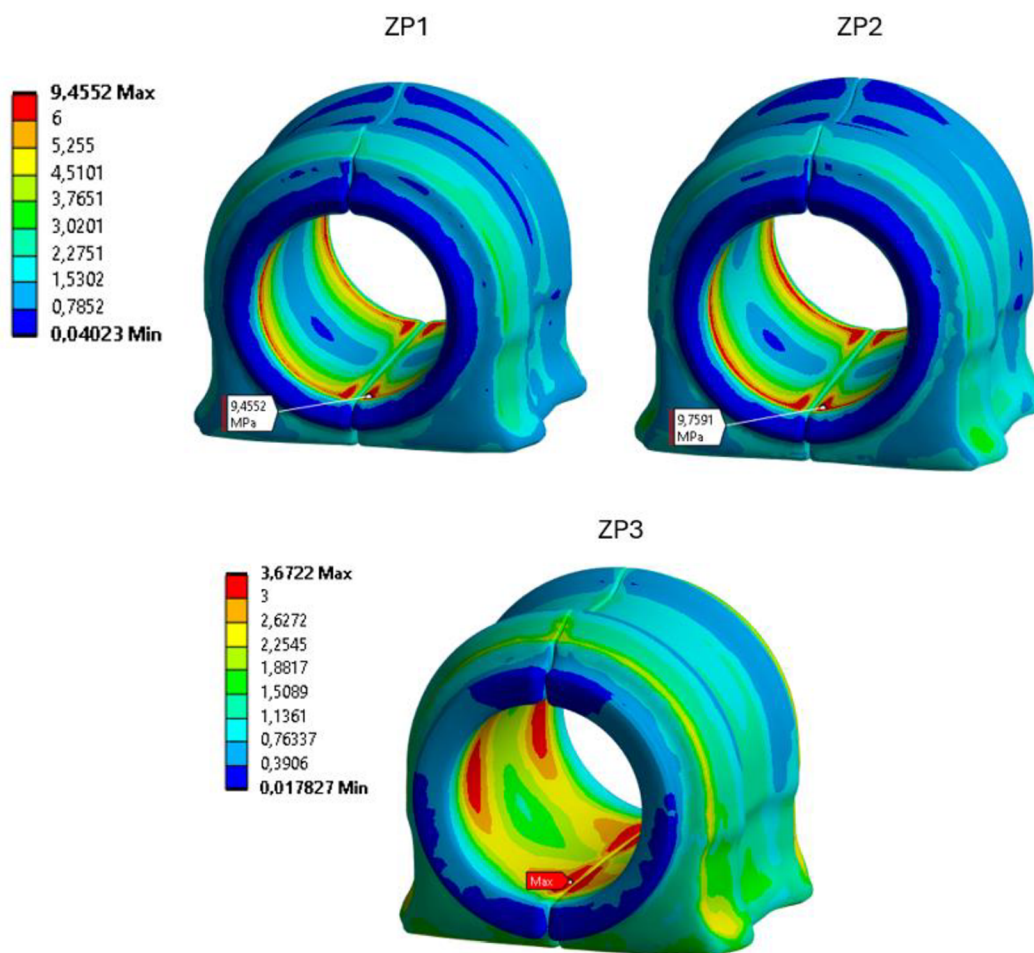 ZP1
ZP2
9,4552 Max
6
5,255
4,5101
3,7651
3,0201
2,2751
1,5302
0,7852
0,04023 Min
9,4552
MPa
9,7591
MPa
ZP3
3,6722 Max
3
2,6272
2,2545
1,8817
1,5089
1,1361
0,76337
0,3906
0,017827 Min
Max